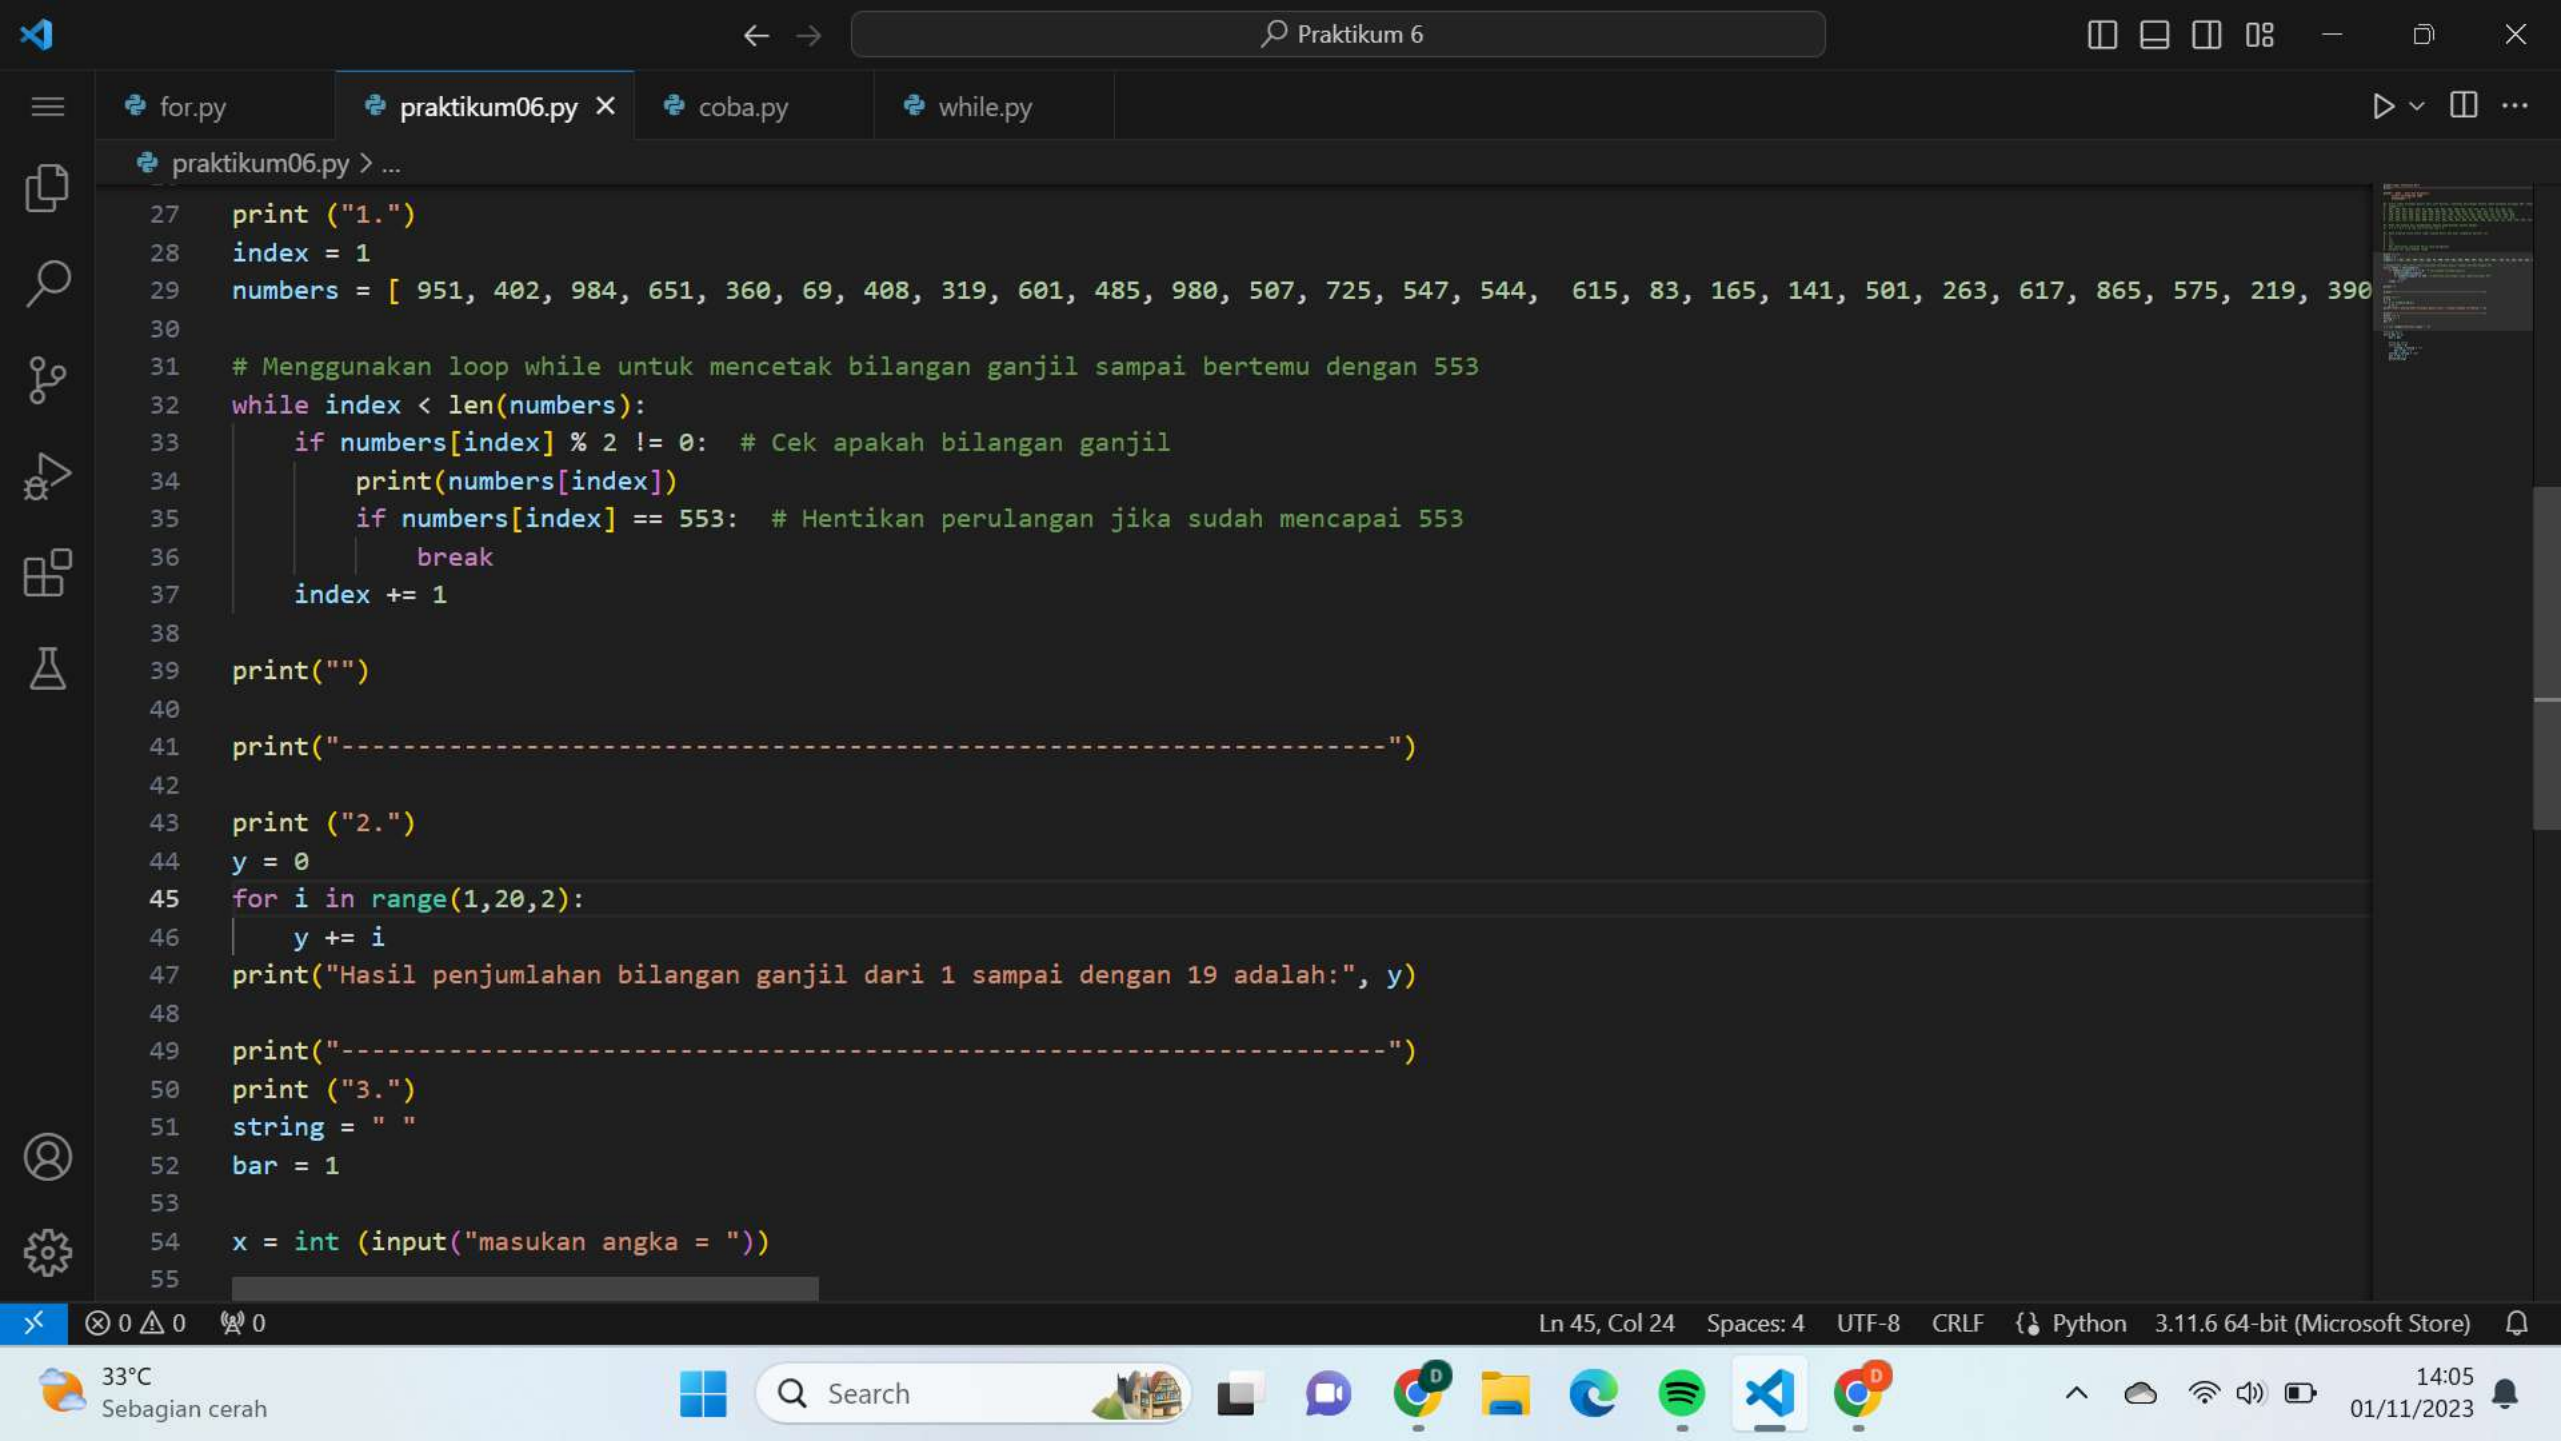 Praktikum 6
for.py
praktikum06.py
coba.py
while.py
praktikum06.py > ...
27 print ("1.")
28 index = 1
29 numbers = [ 951, 402, 984, 651, 360, 69, 408, 319, 601, 485, 980, 507, 725, 547, 544,  615, 83, 165, 141, 501, 263, 617, 865, 575, 219, 390
30
31 # Menggunakan loop while untuk mencetak bilangan ganjil sampai bertemu dengan 553
32 while index < len(numbers):
33     if numbers[index] % 2 != 0:  # Cek apakah bilangan ganjil
34         print(numbers[index])
35         if numbers[index] == 553:  # Hentikan perulangan jika sudah mencapai 553
36             break
37     index += 1
38
39 print("")
40
41 print("--------------------------------------------------------------------")
42
43 print ("2.")
44 y = 0
45 for i in range(1,20,2):
46     y += i
47 print("Hasil penjumlahan bilangan ganjil dari 1 sampai dengan 19 adalah:", y)
48
49 print("--------------------------------------------------------------------")
50 print ("3.")
51 string = " "
52 bar = 1
53
54 x = int (input("masukan angka = "))
55
0 0 0
Ln 45, Col 24 Spaces: 4 UTF-8 CRLF Python 3.11.6 64-bit (Microsoft Store)
33°C
Sebagian cerah
Search
D
D
14:05
01/11/2023